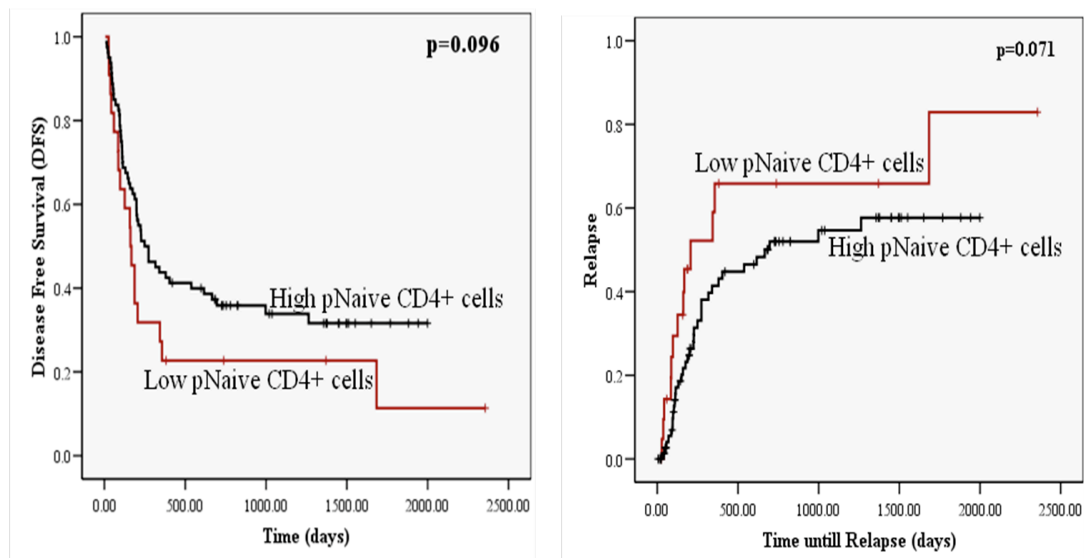 p=0.096
Disease Free Survival (DFS)
1.0
0.8
0.6
0.4
0.2
0.0
High pNaive CD4+ cells
Low pNaive CD4+ cells
0.00 500.00 1000.00 1500.00 2000.00 2500.00
Time (days)
p=0.071
Relapse
1.0
0.8
0.6
0.4
0.2
0.0
Low pNaive CD4+ cells
High pNaive CD4+ cells
0.00 500.00 1000.00 1500.00 2000.00 2500.00
Time untill Relapse (days)